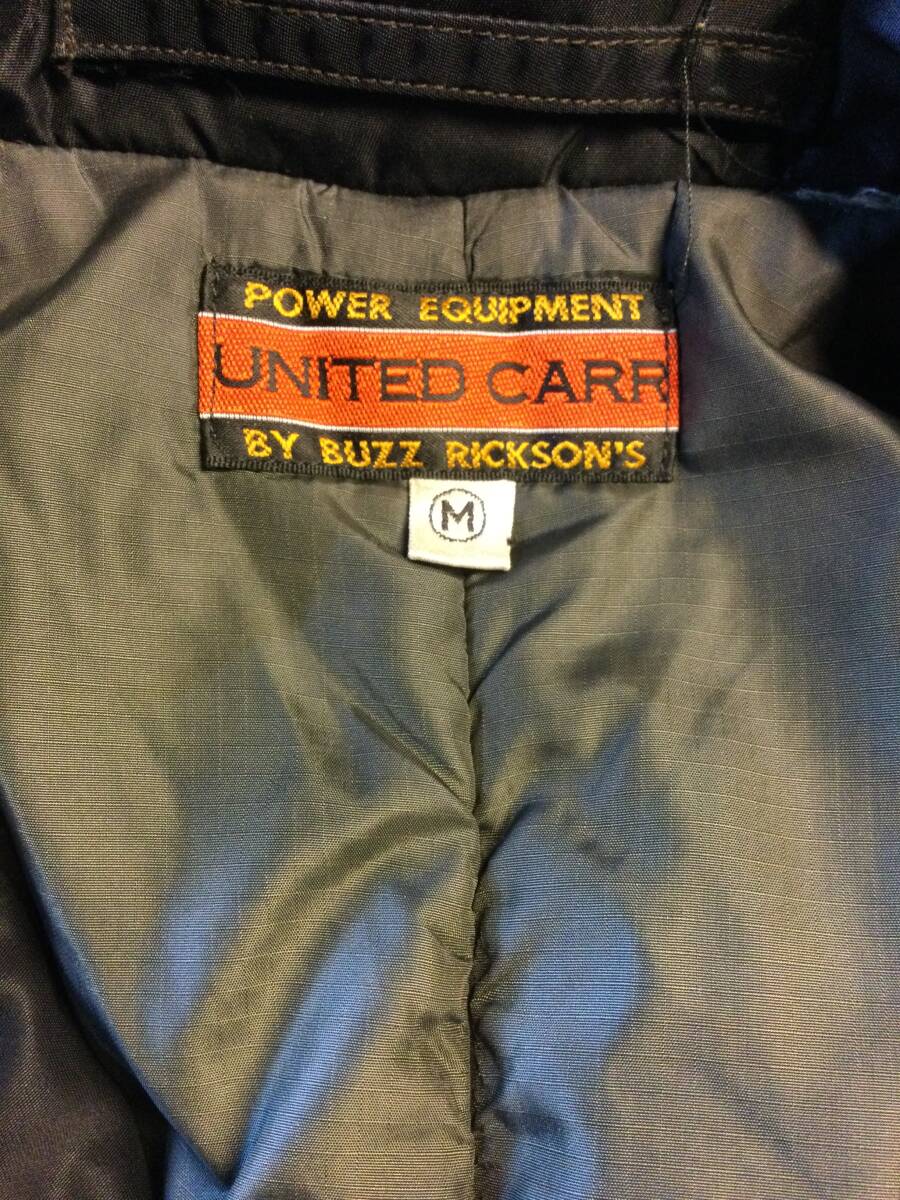 POWER EQUIPMENT
UNITED CARR
BY BUZZ RICKSON'S
M